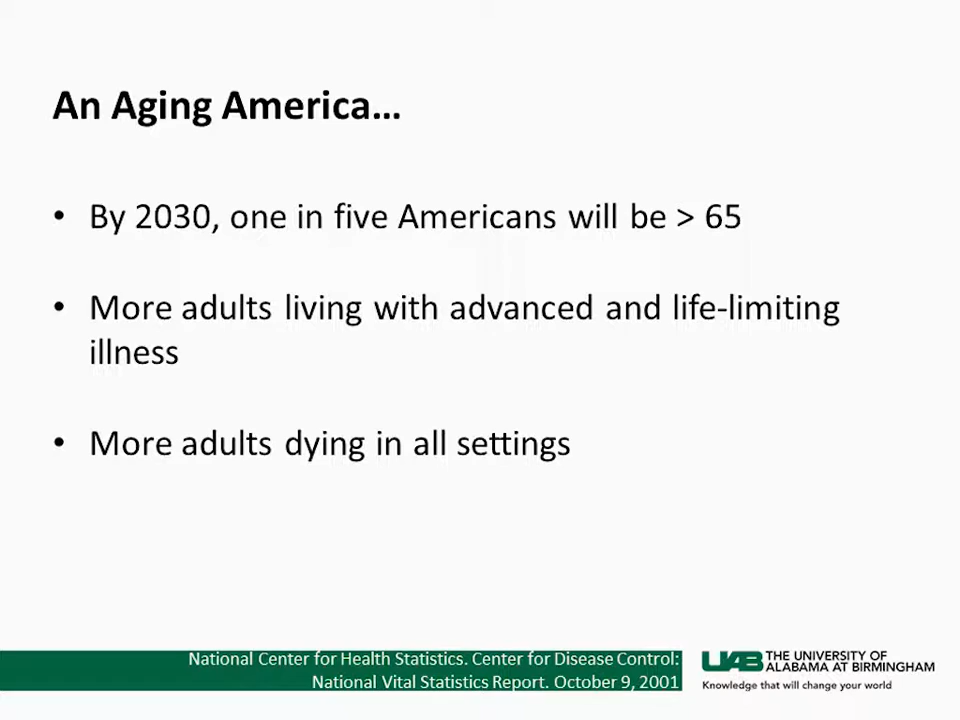 An Aging America…
• By 2030, one in five Americans will be > 65
• More adults living with advanced and life-limiting
illness
• More adults dying in all settings
National Center for Health Statistics. Center for Disease Control:
National Vital Statistics Report. October 9, 2001
UAB THE UNIVERSITY OF
ALABAMA AT BIRMINGHAM
Knowledge that will change your world